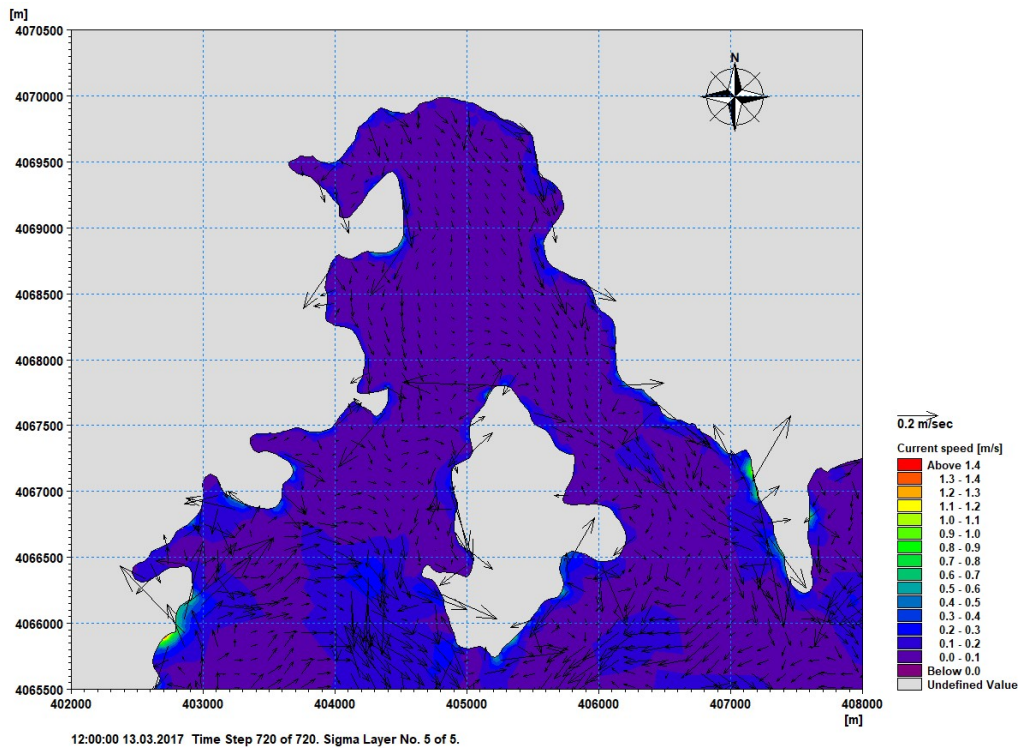 [m]
4070500
4070000
4069500
4069000
4068500
4068000
4067500
4067000
4066500
4066000
4065500
402000 403000 404000 405000 406000 407000 408000
[m]
N
0.2 m/sec
Current speed [m/s]
Above 1.4
1.3 - 1.4
1.2 - 1.3
1.1 - 1.2
1.0 - 1.1
0.9 - 1.0
0.8 - 0.9
0.7 - 0.8
0.6 - 0.7
0.5 - 0.6
0.4 - 0.5
0.3 - 0.4
0.2 - 0.3
0.1 - 0.2
0.0 - 0.1
Below 0.0
Undefined Value
12:00:00 13.03.2017 Time Step 720 of 720. Sigma Layer No. 5 of 5.